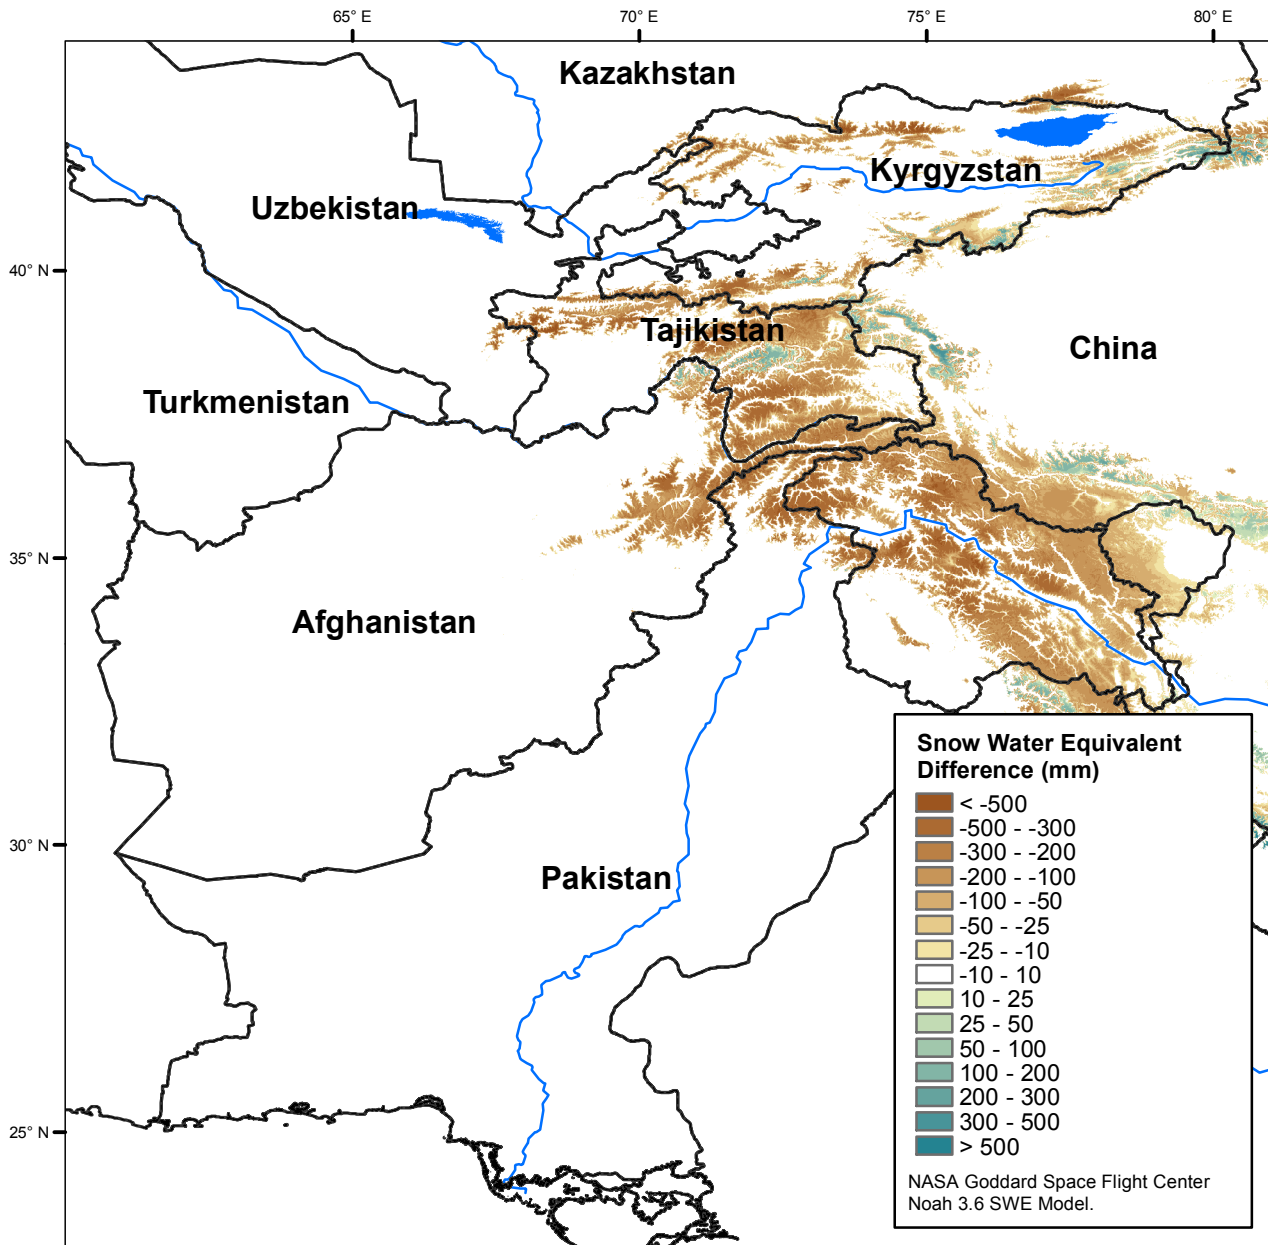 65° E
70° E
75° E
80° E
Kazakhstan
Kyrgyzstan
Uzbekistan
40° N
Tajikistan
China
Turkmenistan
35° N
Afghanistan
Snow Water Equivalent
Difference (mm)
< -500
-500 - -300
30° N
-300 - -200
-200 - -100
Pakistan
-100 - -50
-50 - -25
-25 - -10
-10 - 10
10 - 25
25 - 50
50 - 100
100 - 200
200 - 300
300 - 500
25° N
> 500
NASA Goddard Space Flight Center
Noah 3.6 SWE Model.